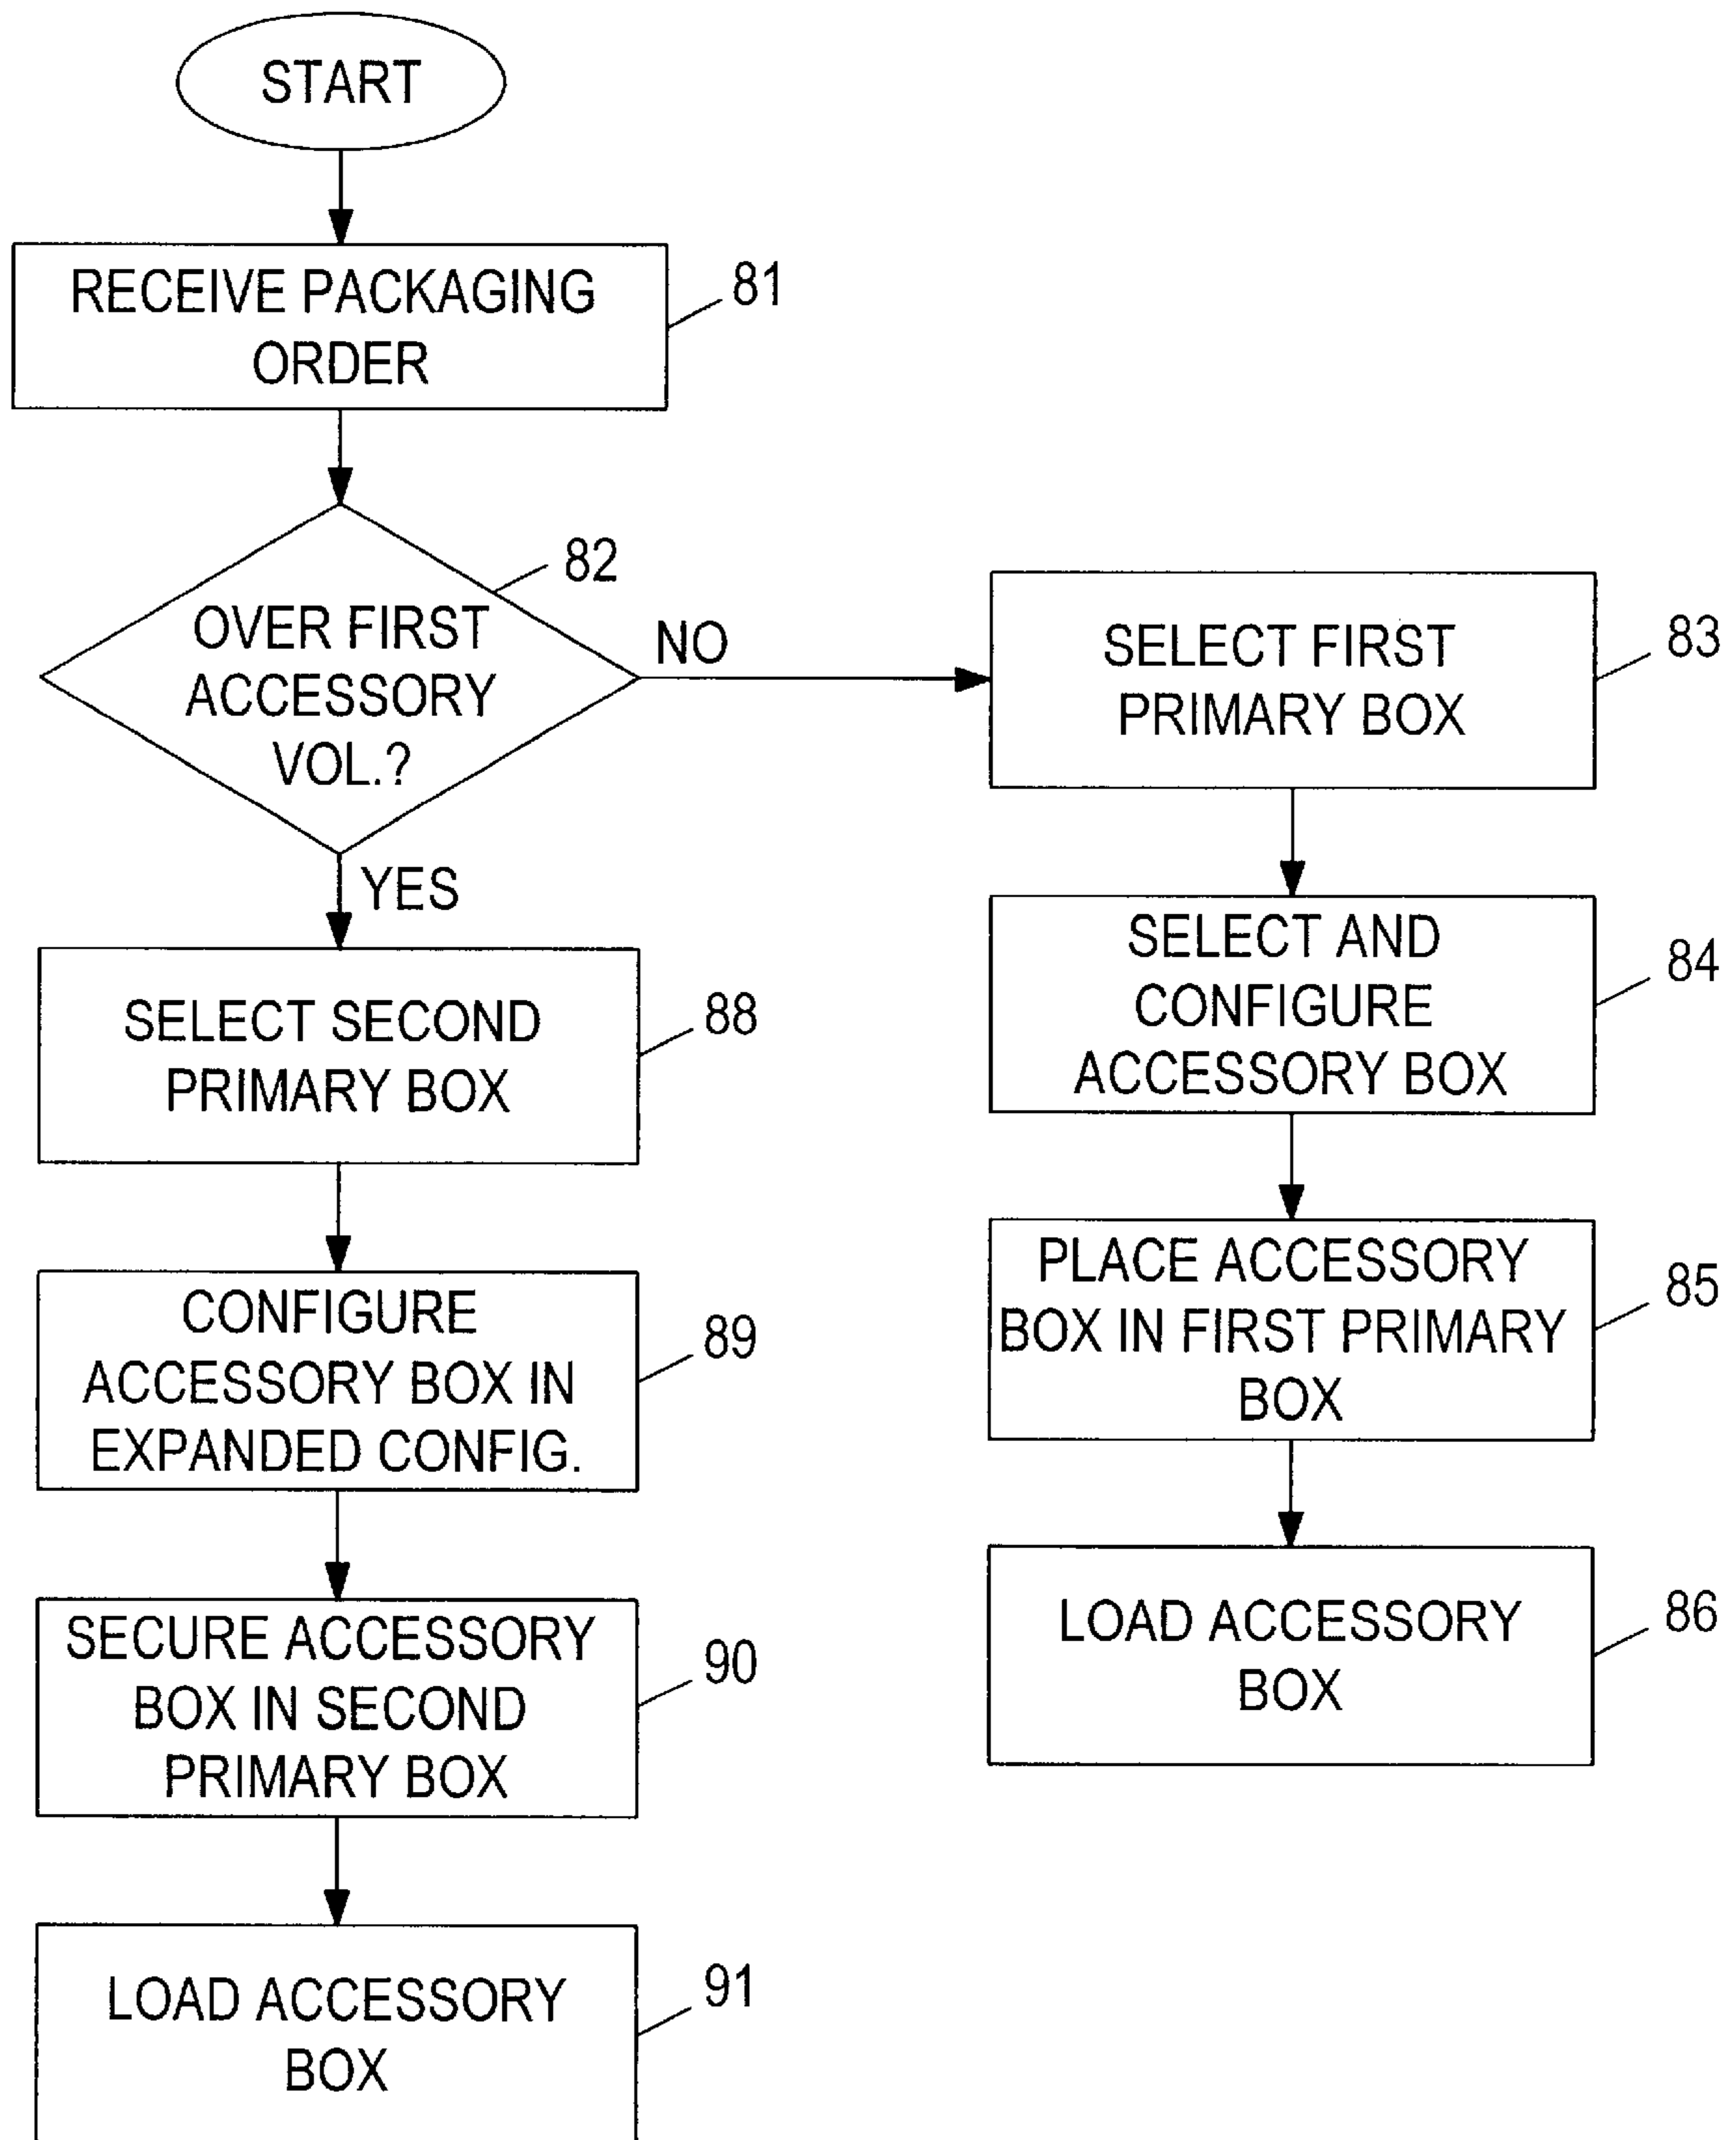 START
RECEIVE PACKAGING
ORDER
81
OVER FIRST
ACCESSORY
VOL.?
82
NO
YES
SELECT FIRST
PRIMARY BOX
83
SELECT AND
CONFIGURE
ACCESSORY BOX
84
PLACE ACCESSORY
BOX IN FIRST PRIMARY
BOX
85
LOAD ACCESSORY
BOX
86
SELECT SECOND
PRIMARY BOX
88
CONFIGURE
ACCESSORY BOX IN
EXPANDED CONFIG.
89
SECURE ACCESSORY
BOX IN SECOND
PRIMARY BOX
90
LOAD ACCESSORY
BOX
91